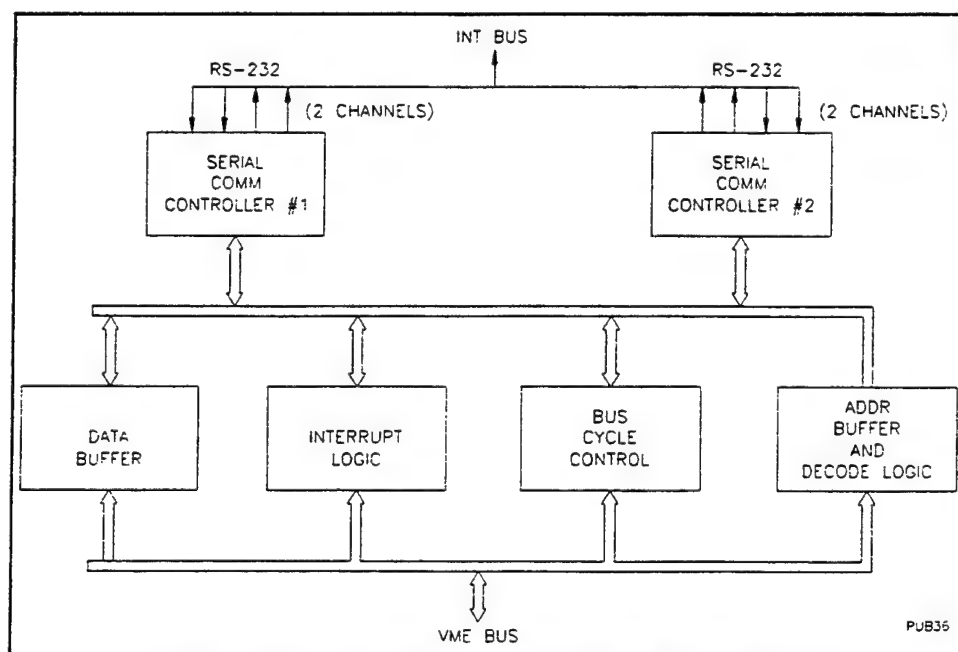 INT BUS
RS-232
RS-232
(2 CHANNELS)
(2 CHANNELS)
SERIAL
COMM
CONTROLLER #1
SERIAL
COMM
CONTROLLER #2
DATA
BUFFER
INTERRUPT
LOGIC
BUS
CYCLE
CONTROL
ADDR
BUFFER
AND
DECODE LOGIC
VME BUS
PUB36